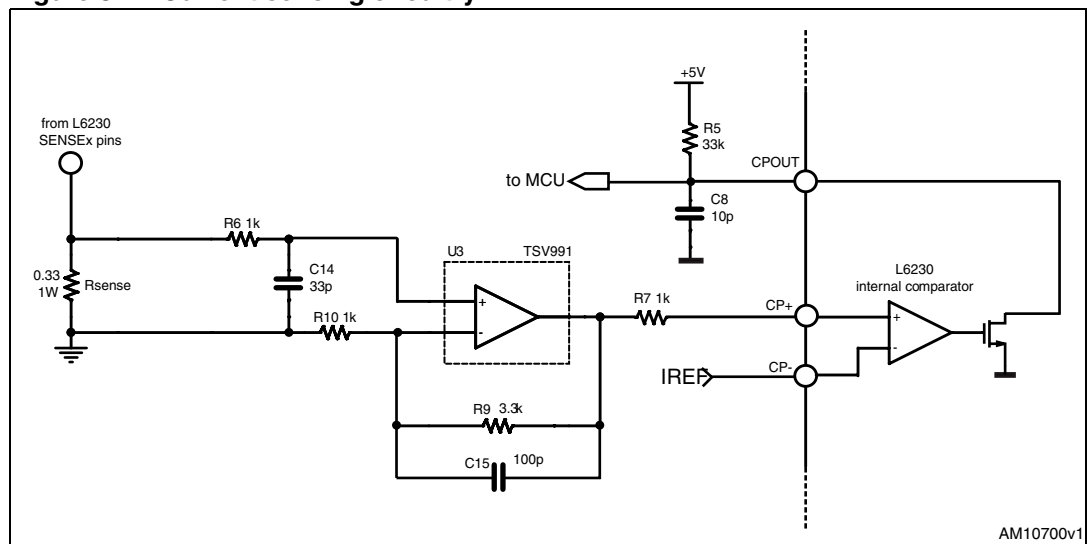 +5V
from L6230
SENSEx pins
R5
33k
CPOUT
to MCU
C8
10p
R6 1k
U3
TSV991
L6230
internal comparator
0.33
1W
Rsense
C14
33p
+
-
R10 1k
R7 1k
CP+
+
-
IREF
CP-
R9 3.3k
C15
100p
AM10700v1